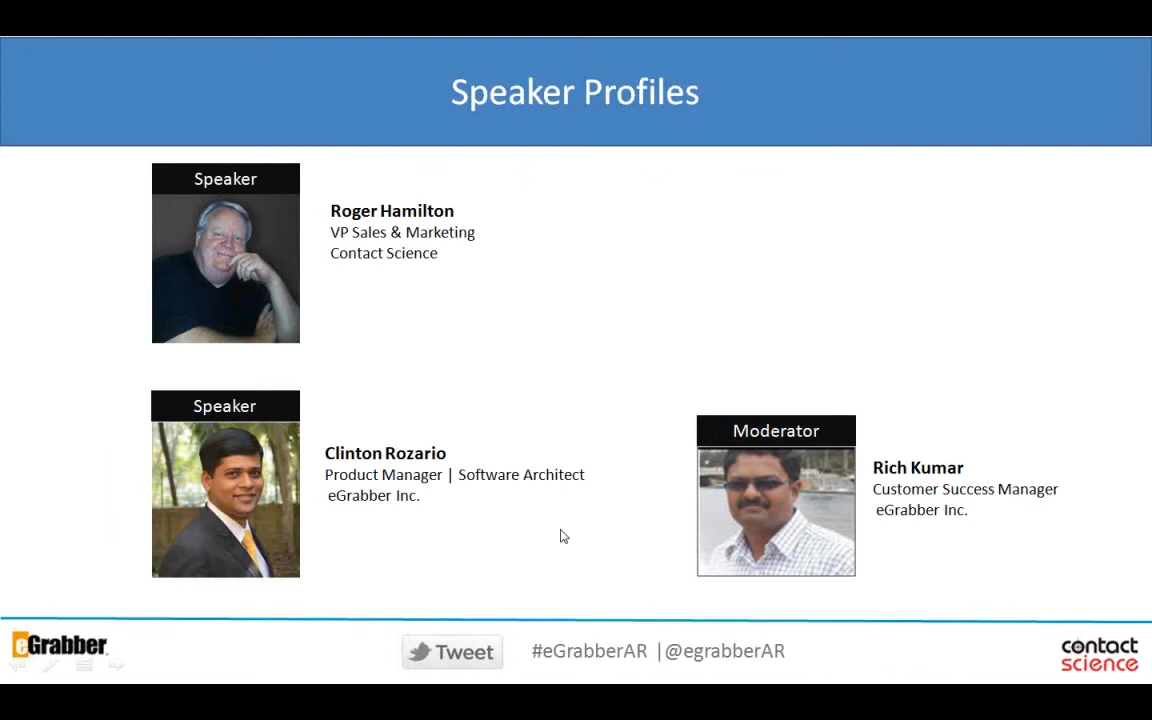 Speaker Profiles
Speaker
Roger Hamilton
VP Sales & Marketing
Contact Science
Speaker
Clinton Rozario
Product Manager | Software Architect
eGrabber Inc.
Moderator
Rich Kumar
Customer Success Manager
eGrabber Inc.
eGrabber
Tweet
#eGrabberAR |@egrabberAR
contact
science